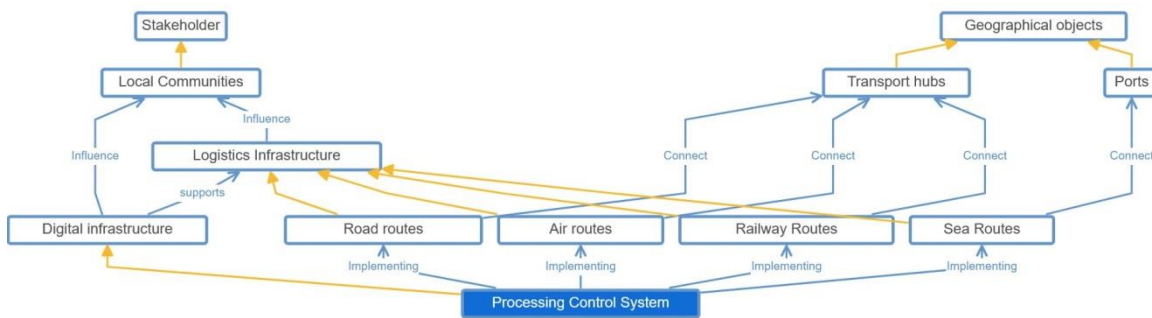 Stakeholder
Geographical objects
Local Communities
Transport hubs
Ports
Influence
Logistics Infrastructure
Influence
Connect
Connect
Connect
Connect
supports
Digital infrastructure
Road routes
Air routes
Railway Routes
Sea Routes
Implementing
Implementing
Implementing
Implementing
Processing Control System